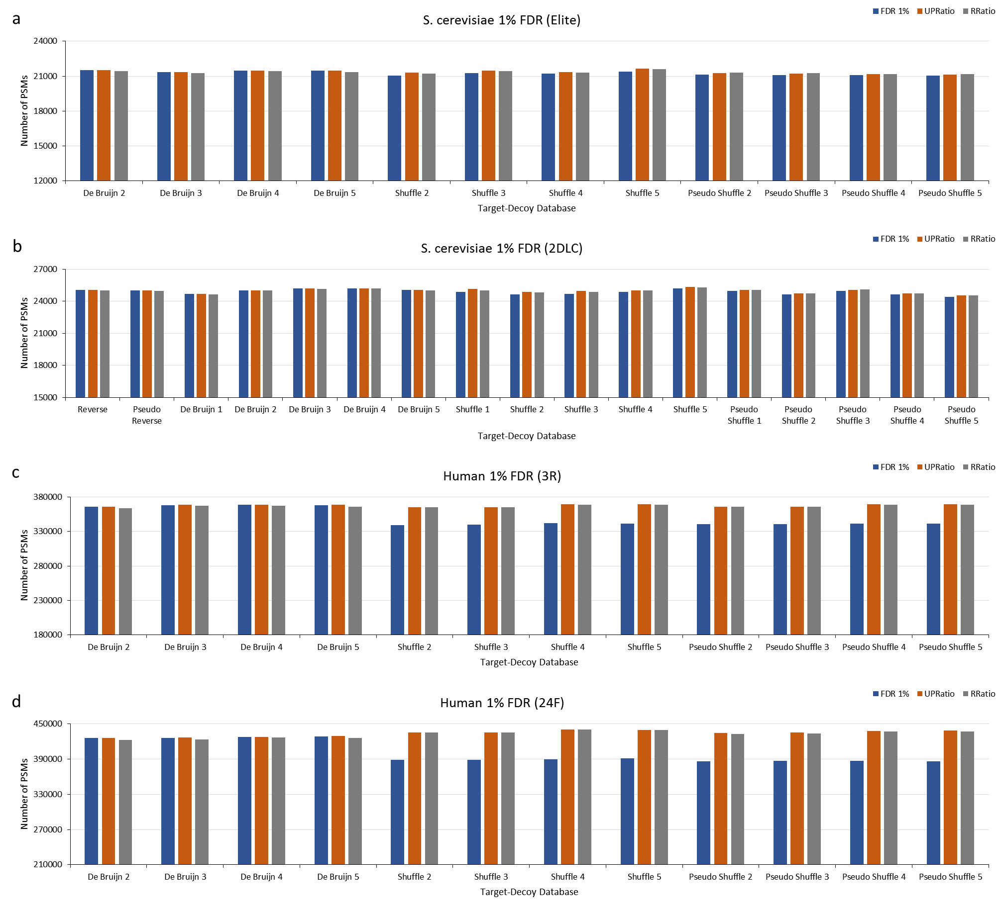 a
FDR 1% UPRatio RRatio
S. cerevisiae 1% FDR (Elite)
Number of PSMs
24000
21000
18000
15000
12000
De Bruijn 2 De Bruijn 3 De Bruijn 4 De Bruijn 5 Shuffle 2 Shuffle 3 Shuffle 4 Shuffle 5 Pseudo Shuffle 2 Pseudo Shuffle 3 Pseudo Shuffle 4 Pseudo Shuffle 5
Target-Decoy Database
b
FDR 1% UPRatio RRatio
S. cerevisiae 1% FDR (2DLC)
Number of PSMs
27000
24000
21000
18000
15000
Reverse Pseudo De Bruijn 1 De Bruijn 2 De Bruijn 3 De Bruijn 4 De Bruijn 5 Shuffle 1 Shuffle 2 Shuffle 3 Shuffle 4 Shuffle 5 Pseudo Pseudo Pseudo Pseudo Pseudo
Reverse Shuffle 1 Shuffle 2 Shuffle 3 Shuffle 4 Shuffle 5
Target-Decoy Database
c
FDR 1% UPRatio RRatio
Human 1% FDR (3R)
Number of PSMs
380000
330000
280000
230000
180000
De Bruijn 2 De Bruijn 3 De Bruijn 4 De Bruijn 5 Shuffle 2 Shuffle 3 Shuffle 4 Shuffle 5 Pseudo Shuffle 2 Pseudo Shuffle 3 Pseudo Shuffle 4 Pseudo Shuffle 5
Target-Decoy Database
d
FDR 1% UPRatio RRatio
Human 1% FDR (24F)
Number of PSMs
450000
390000
330000
270000
210000
De Bruijn 2 De Bruijn 3 De Bruijn 4 De Bruijn 5 Shuffle 2 Shuffle 3 Shuffle 4 Shuffle 5 Pseudo Shuffle 2 Pseudo Shuffle 3 Pseudo Shuffle 4 Pseudo Shuffle 5
Target-Decoy Database